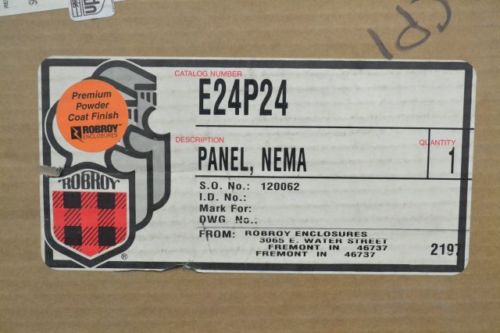 CPI
Premium
Powder
Coat Finish
ROBROY
ENCLOSURES
ROBROY
®
CATALOG NUMBER
E24P24
DESCRIPTION
QUANTITY
PANEL, NEMA
1
S.O. No.: 120062
I.D. No.:
Mark For:
DWG No.:
FROM: ROBROY ENCLOSURES
3065 E. WATER STREET
FREMONT IN 46737
FREMONT IN 46737
2197